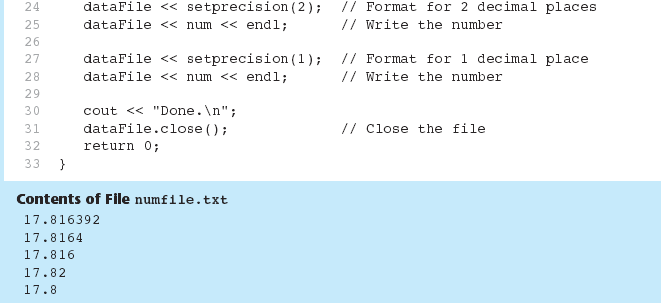 24 dataFile << setprecision(2); // Format for 2 decimal places
25 dataFile << num << endl; // Write the number
26
27 dataFile << setprecision(1); // Format for 1 decimal place
28 dataFile << num << endl; // Write the number
29
30 cout << "Done.\n";
31 dataFile.close(); // Close the file
32 return 0;
33 }
Contents of File numfile.txt
17.816392
17.8164
17.816
17.82
17.8